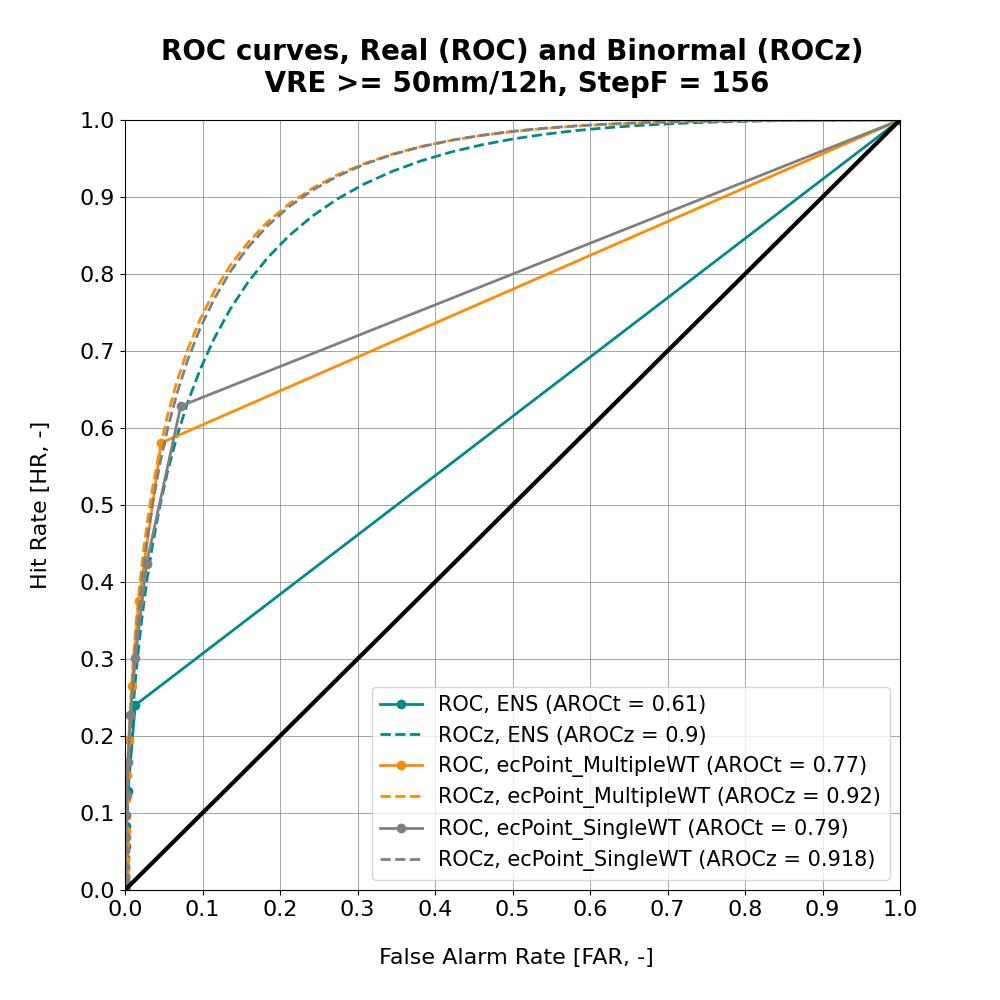 ROC curves, Real (ROC) and Binormal (ROCz)
VRE >= 50mm/12h, StepF = 156
1.0
0.9
0.8
0.7
0.6
0.5
0.4
0.3
0.2
0.1
0.0
Hit Rate [HR, -]
ROC, ENS (AROCt = 0.61)
ROCz, ENS (AROCz = 0.9)
ROC, ecPoint_MultipleWT (AROCt = 0.77)
ROCz, ecPoint_MultipleWT (AROCz = 0.92)
ROC, ecPoint_SingleWT (AROCt = 0.79)
ROCz, ecPoint_SingleWT (AROCz = 0.918)
0.0 0.1 0.2 0.3 0.4 0.5 0.6 0.7 0.8 0.9 1.0
False Alarm Rate [FAR, -]